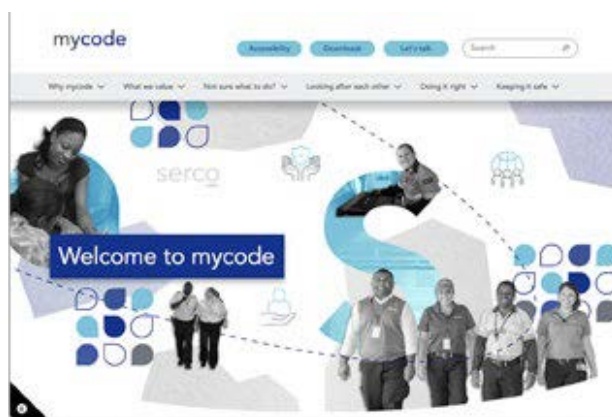 mycode
Accessibility Download Let's talk Search
Why mycode What we value Not sure what to do? Looking after each other Doing it right Keeping it safe
serco
Welcome to mycode